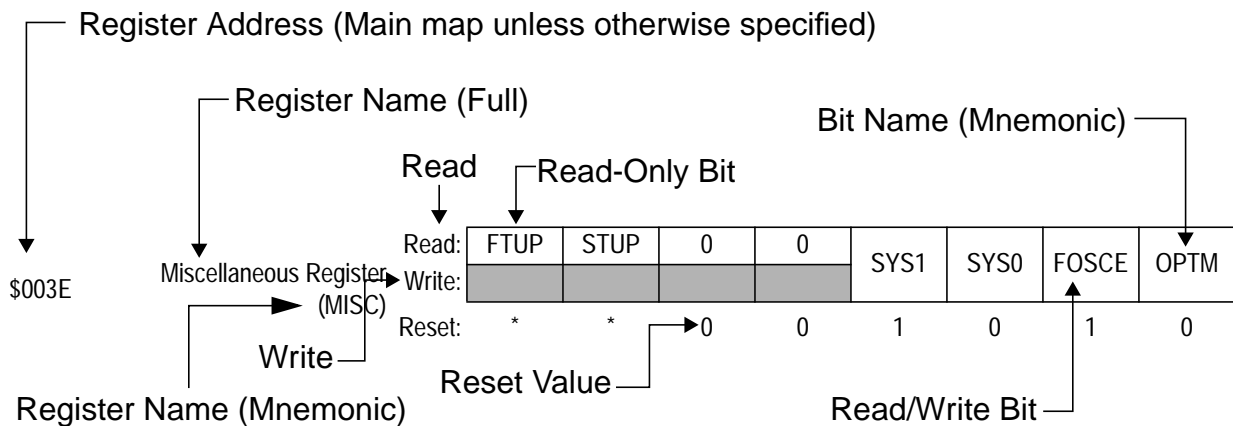 Register Address (Main map unless otherwise specified)
Register Name (Full)
Bit Name (Mnemonic)
Read
Read-Only Bit
Read: FTUP STUP 0 0 SYS1 SYS0 FOSCE OPTM
$003E Miscellaneous Register Write:
(MISC)
Reset: * * 0 0 1 0 1 0
Write
Reset Value
Register Name (Mnemonic)
Read/Write Bit